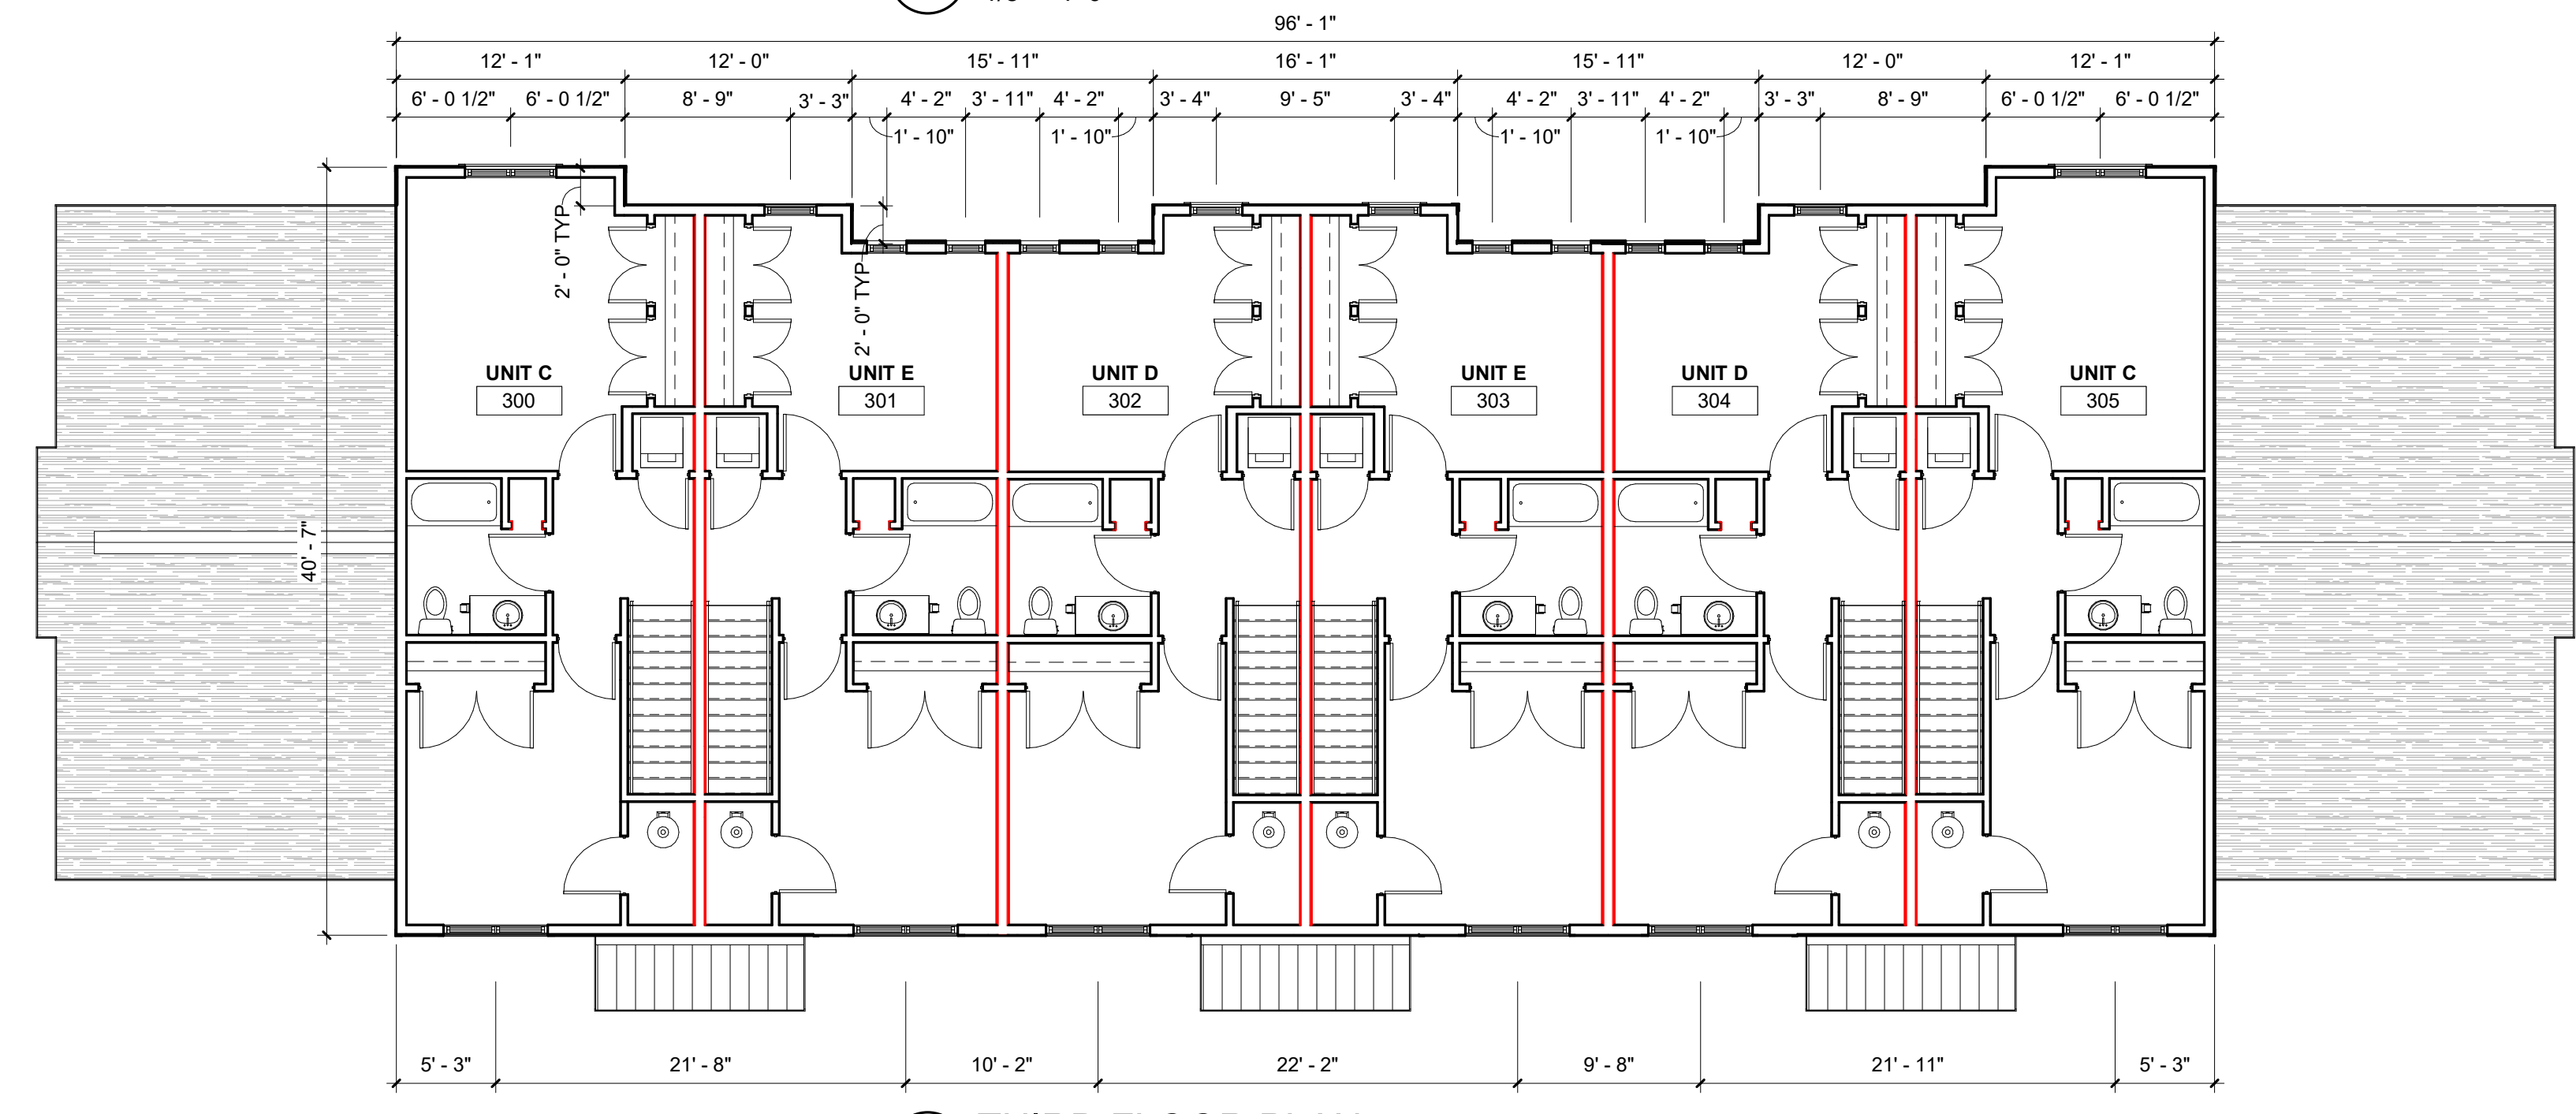 96' - 1"
12' - 1" 12' - 0" 15' - 11" 16' - 1" 15' - 11" 12' - 0" 12' - 1"
6' - 0 1/2" 6' - 0 1/2" 8' - 9" 3' - 3" 4' - 2" 3' - 11" 4' - 2" 3' - 4" 9' - 5" 3' - 4" 4' - 2" 3' - 11" 4' - 2" 3' - 3" 8' - 9" 6' - 0 1/2" 6' - 0 1/2"
1' - 10" 1' - 10" 1' - 10" 1' - 10"
2' - 0" TYP
2' - 0" TYP
UNIT C UNIT E UNIT D UNIT E UNIT D UNIT C
300 301 302 303 304 305
40' - 7"
5' - 3" 21' - 8" 10' - 2" 22' - 2" 9' - 8" 21' - 11" 5' - 3"
THIRD FLOOR PLAN